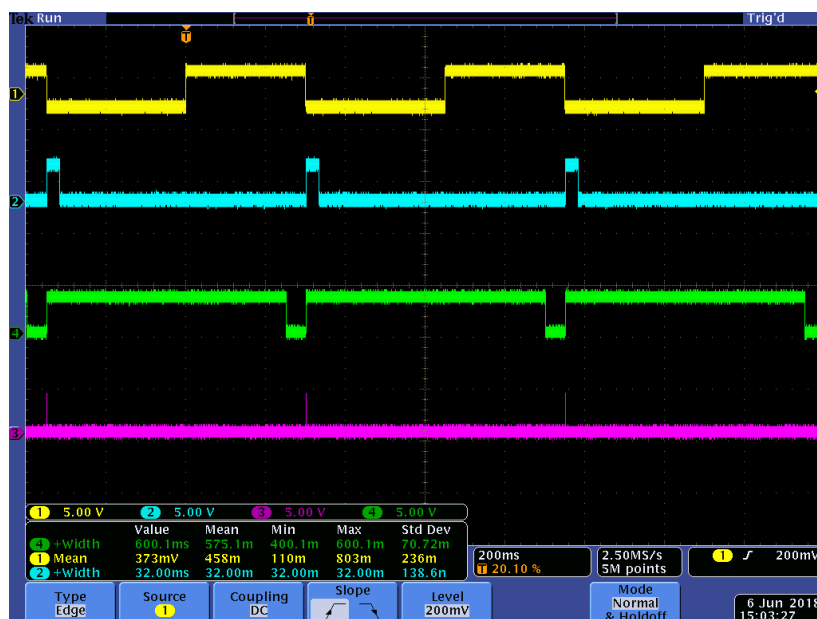 Tek Run Trig'd
T
T
1
2
4
3
1 5.00 V 2 5.00 V 3 5.00 V 4 5.00 V
Value Mean Min Max Std Dev
4 +Width 600.1ms 575.1m 400.1m 600.1m 70.72m
1 Mean 373mV 458m 110m 803m 236m
2 +Width 32.00ms 32.00m 32.00m 32.00m 138.6n
200ms
T 20.10 %
2.50MS/s
5M points
1 200mV
Type
Edge
Source
1
Coupling
DC
Slope
Level
200mV
Mode
Normal
& Holdoff
6 Jun 2018
15:03:27